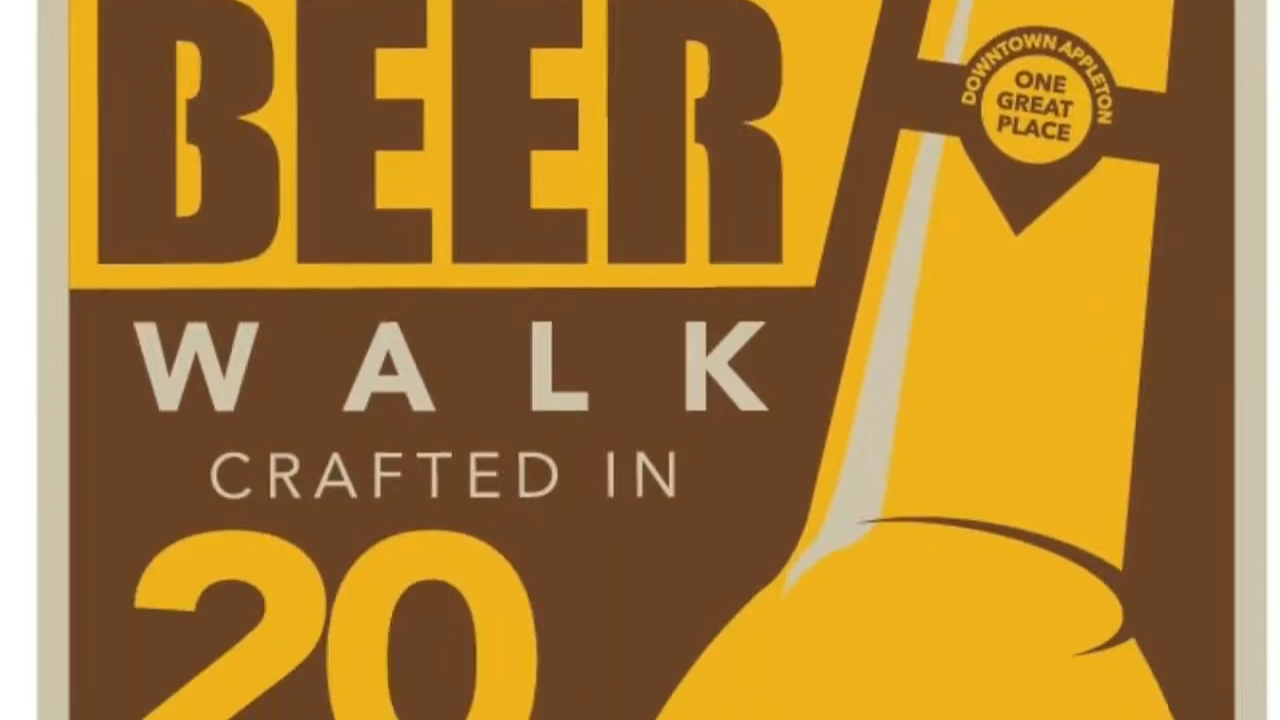 BEER
WALK
CRAFTED IN
20
DOWNTOWN APPLETON
ONE
GREAT
PLACE